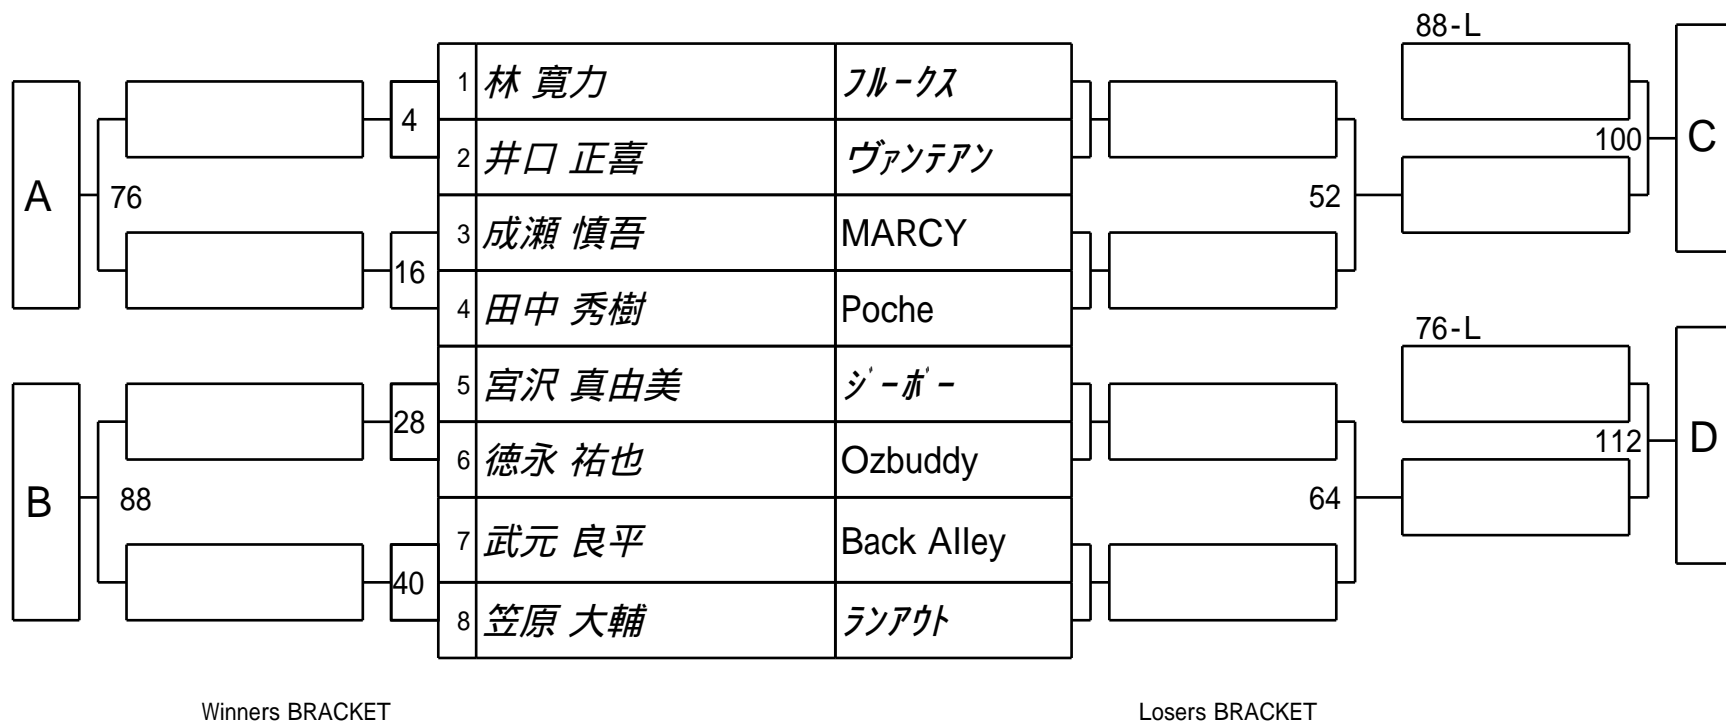 88-L
1 林 寛力 フルークス
4
2 井口 正喜 ヴァンテアン
100 C
A 76
3 成瀬 慎吾 MARCY
52
16
4 田中 秀樹 Poche
76-L
5 宮沢 真由美 ジーボー
28
6 徳永 祐也 Ozbuddy
112 D
B 88
64
7 武元 良平 Back Alley
40
8 笠原 大輔 ランアウト
Winners BRACKET Losers BRACKET